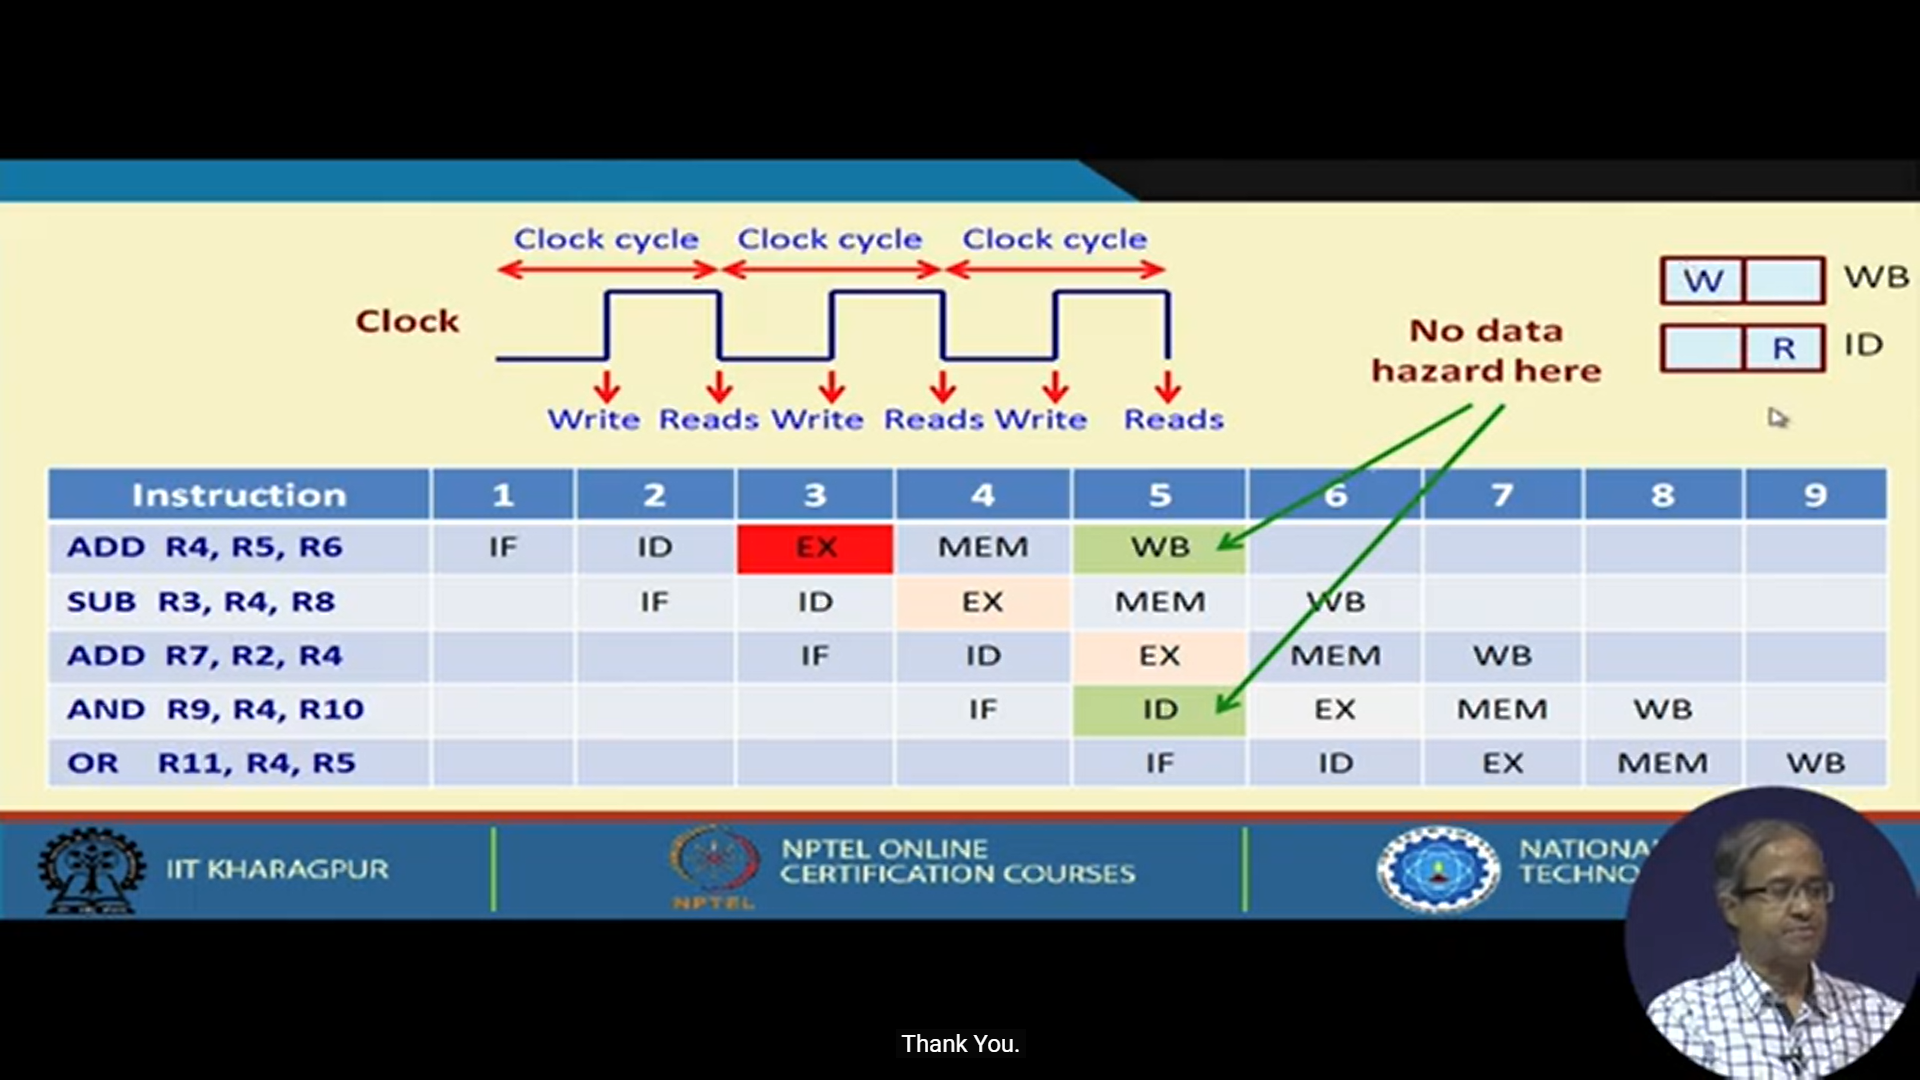 Clock cycle Clock cycle Clock cycle
Clock
Write Reads Write Reads Write Reads
No data
hazard here
W WB
R ID
Instruction 1 2 3 4 5 6 7 8 9
ADD R4, R5, R6 IF ID EX MEM WB
SUB R3, R4, R8 IF ID EX MEM WB
ADD R7, R2, R4 IF ID EX MEM WB
AND R9, R4, R10 IF ID EX MEM WB
OR R11, R4, R5 IF ID EX MEM WB
IIT KHARAGPUR
NPTEL
NPTEL ONLINE
CERTIFICATION COURSES
NATIONA
TECHNO
Thank You.